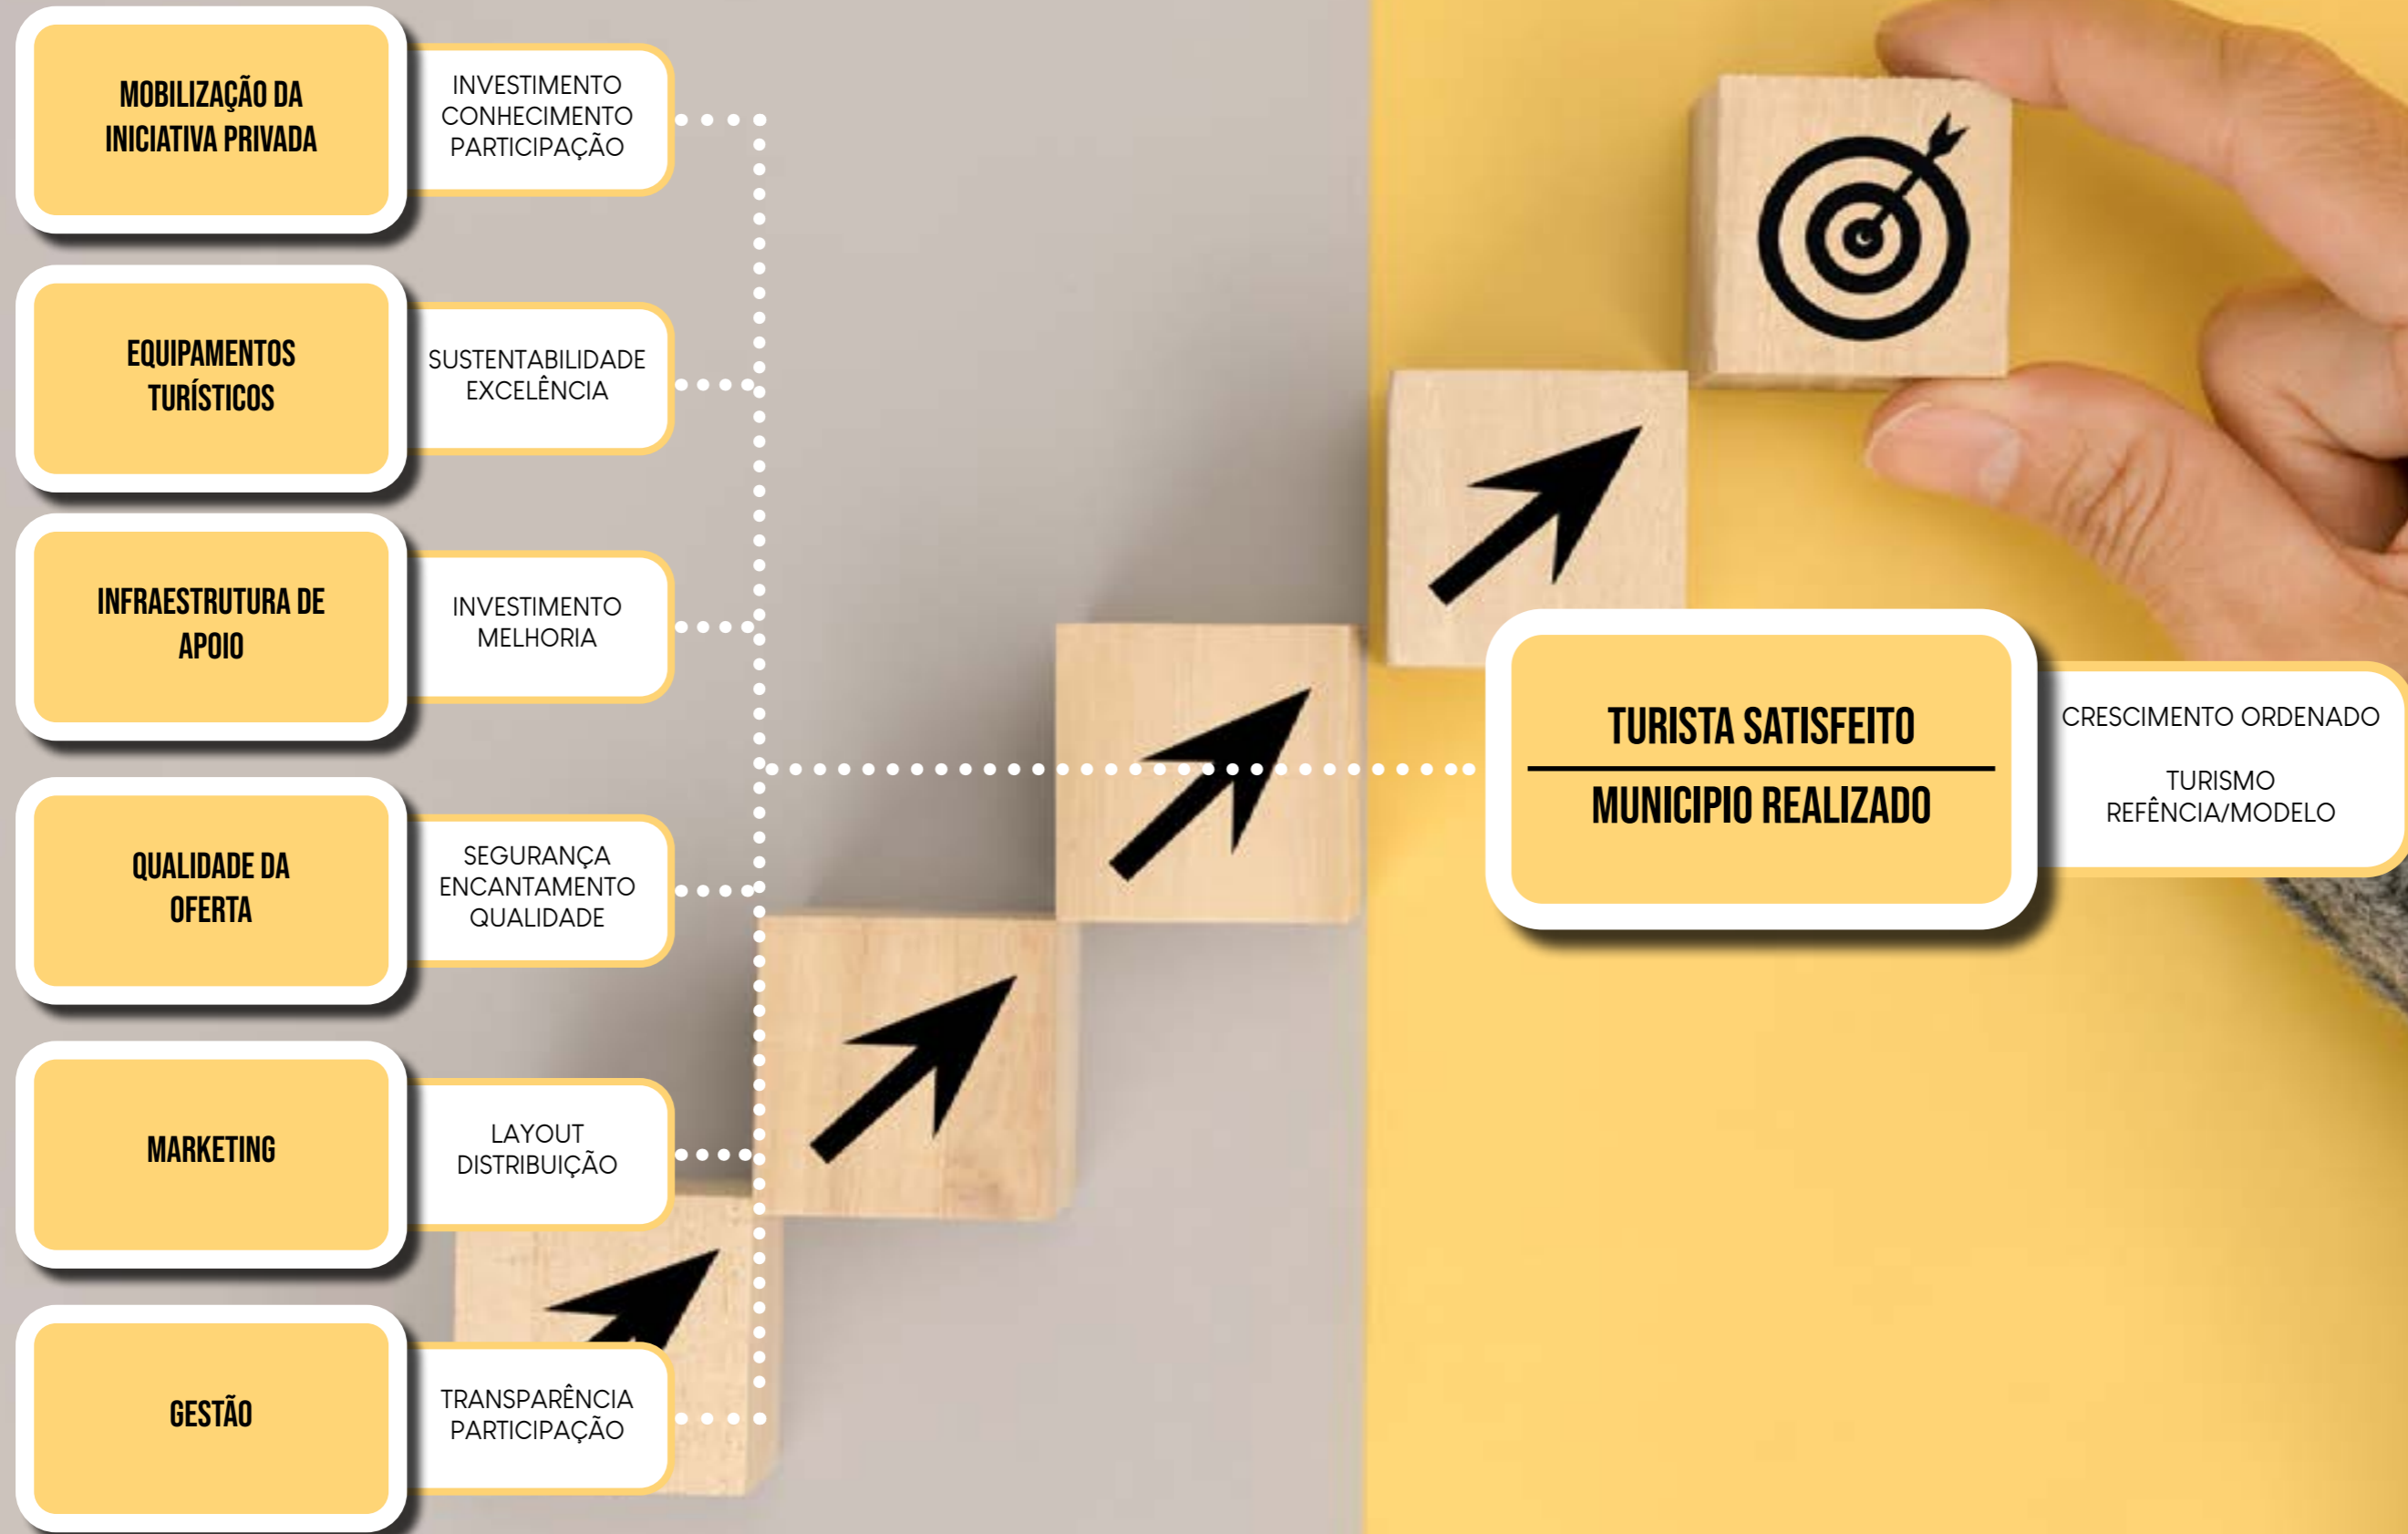 MOBILIZAÇÃO DA
INICIATIVA PRIVADA
INVESTIMENTO
CONHECIMENTO
PARTICIPAÇÃO
EQUIPAMENTOS
TURÍSTICOS
SUSTENTABILIDADE
EXCELÊNCIA
INFRAESTRUTURA DE
APOIO
INVESTIMENTO
MELHORIA
QUALIDADE DA
OFERTA
SEGURANÇA
ENCANTAMENTO
QUALIDADE
MARKETING
LAYOUT
DISTRIBUIÇÃO
GESTÃO
TRANSPARÊNCIA
PARTICIPAÇÃO
TURISTA SATISFEITO
MUNICIPIO REALIZADO
CRESCIMENTO ORDENADO
TURISMO
REFÊNCIA/MODELO